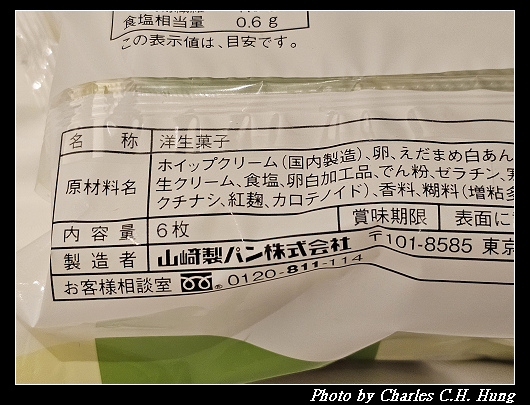 食塩相当量 0.6g
この表示値は、目安です。
名称 洋生菓子
原材料名 ホイップクリーム(国内製造)、卵、えだまめ白あん
生クリーム、食塩、卵白加工品、でん粉、ゼラチン、
クチナシ、紅麹、カロテノイド)、香料、糊料(増粘多
内容量 6枚 賞味期限 表面に
製造者 山崎製パン株式会社 〒101-8585 東京
お客様相談室 0120-811-114
Photo by Charles C.H. Hung